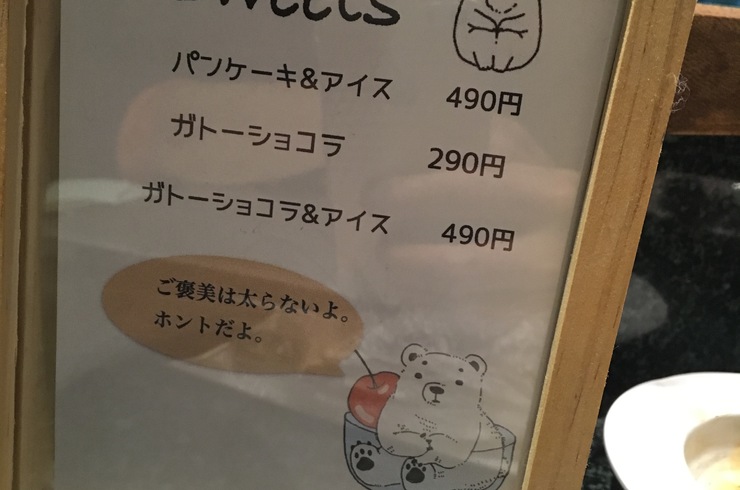 Sweets
パンケーキ&アイス 490円
ガトーショコラ 290円
ガトーショコラ&アイス 490円
ご褒美は太らないよ。
ホントだよ。